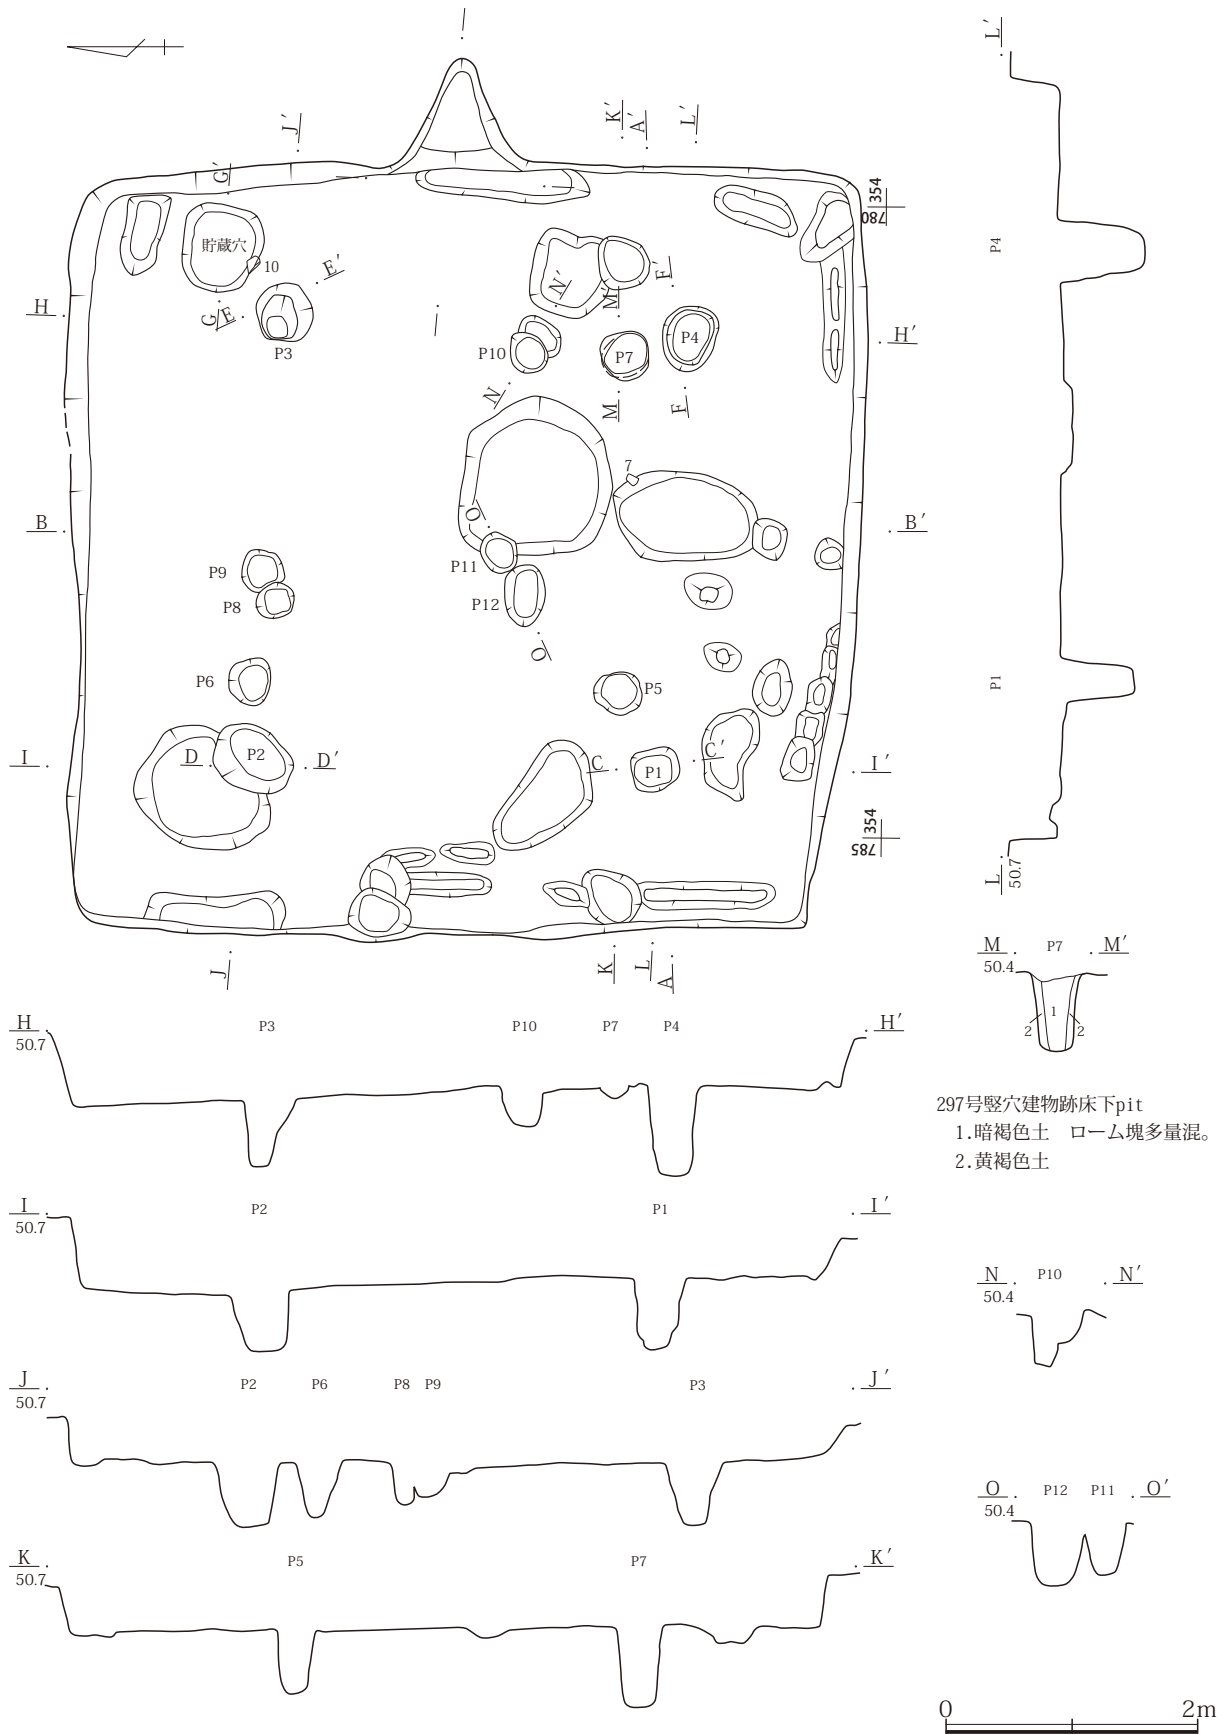 L′
K′
A′
L′
J′
G′
354
780
貯蔵穴
10
E′
N′
M′
F′
P4
H
G
E
P3
P10
P7
P4
H′
N
M
F
7
B
O′
B′
P9
P11
P8
P12
O
P6
P5
P1
I
D
P2
D′
C
P1
C′
I′
354
785
L
50.7
J
K
L
A
M
P7
M′
50.4
1
2
2
H
P3
P10
P7
P4
H′
50.7
297号竪穴建物跡床下pit
1.暗褐色土　ローム塊多量混。
2.黄褐色土
I
P2
P1
I′
50.7
N
P10
N′
50.4
J
P2
P6
P8
P9
P3
J′
50.7
O
P12
P11
O′
50.4
K
P5
P7
K′
50.7
0
2m